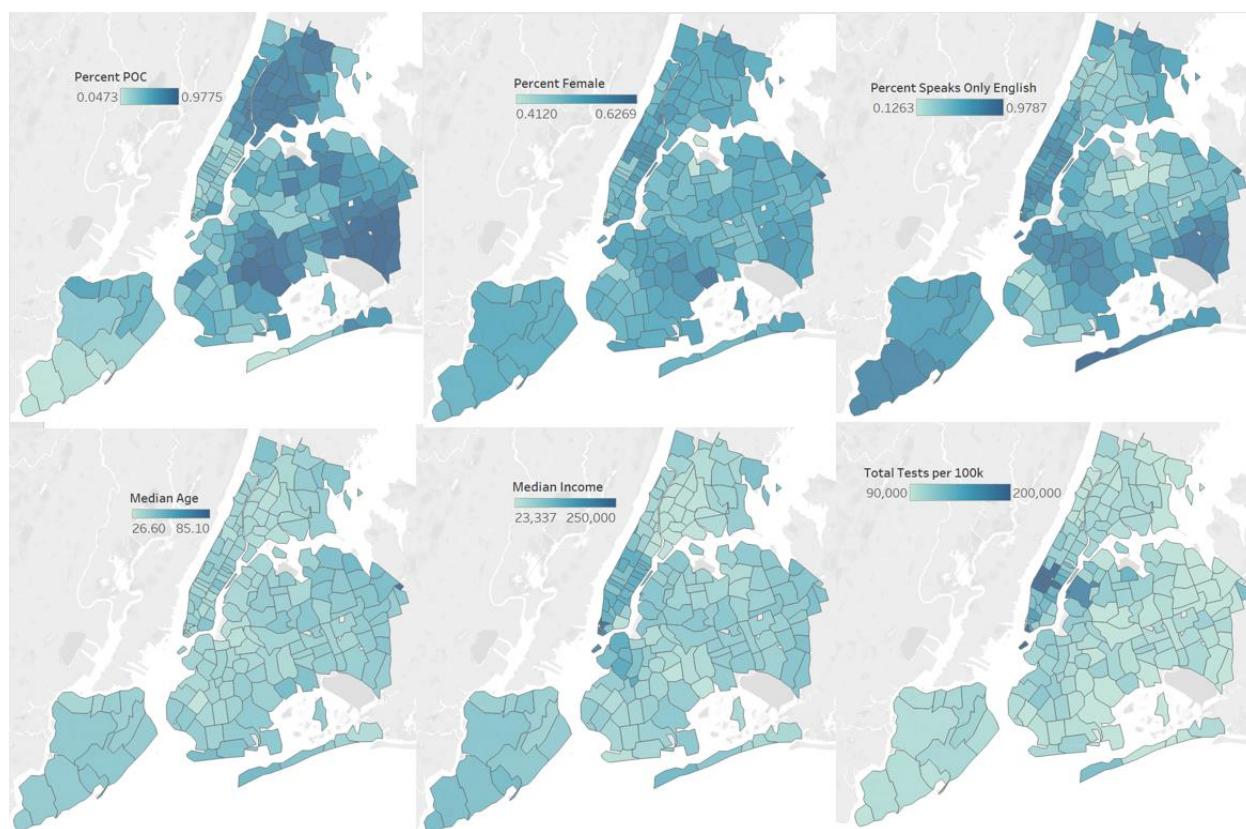 Percent POC
0.0473 0.9775
Percent Female
0.4120 0.6269
Percent Speaks Only English
0.1263 0.9787
Median Age
26.60 85.10
Median Income
23,337 250,000
Total Tests per 100k
90,000 200,000